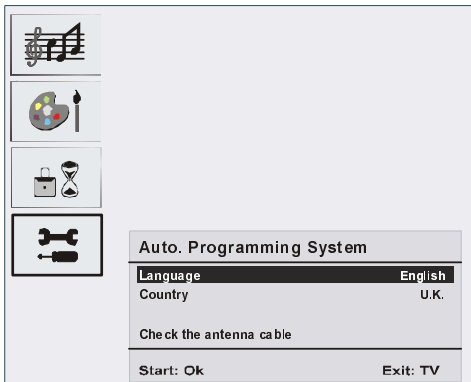 Auto. Programming System
Language English
Country U.K.
Check the antenna cable
Start: Ok Exit: TV